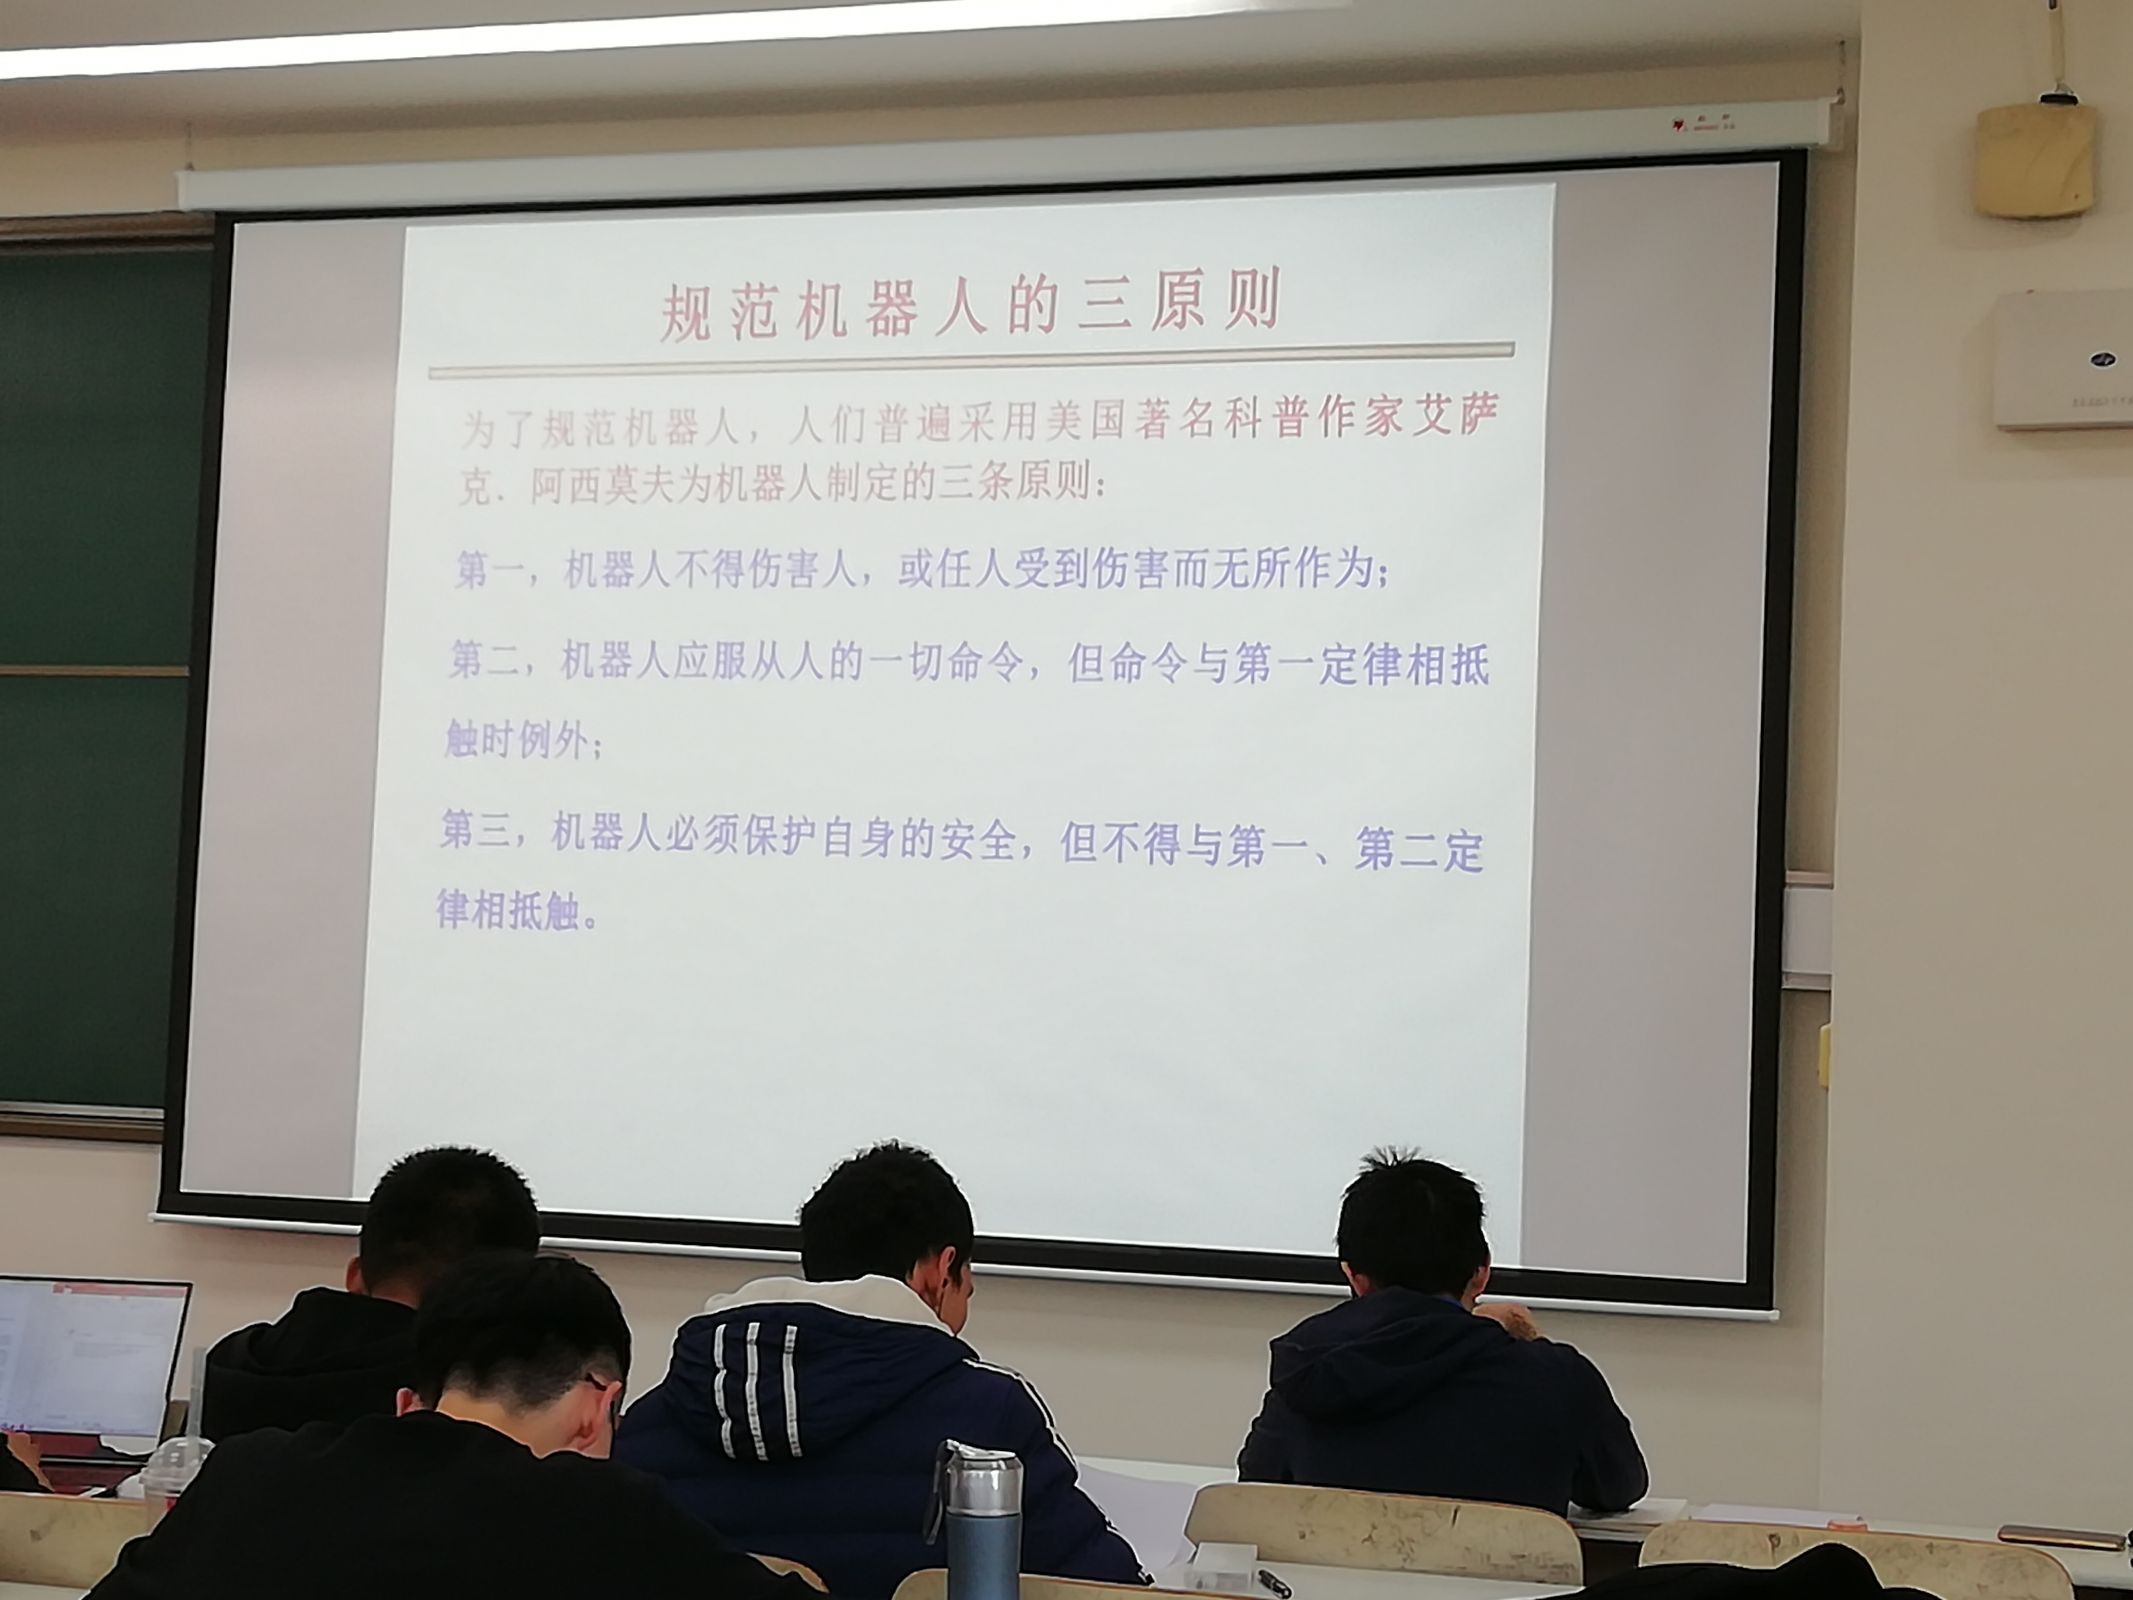 规范机器人的三原则
为了规范机器人，人们普遍采用美国著名科普作家艾萨
克．阿西莫夫为机器人制定的三条原则：
第一，机器人不得伤害人，或任人受到伤害而无所作为；
第二，机器人应服从人的一切命令，但命令与第一定律相抵
触时例外；
第三，机器人必须保护自身的安全，但不得与第一、第二定
律相抵触。